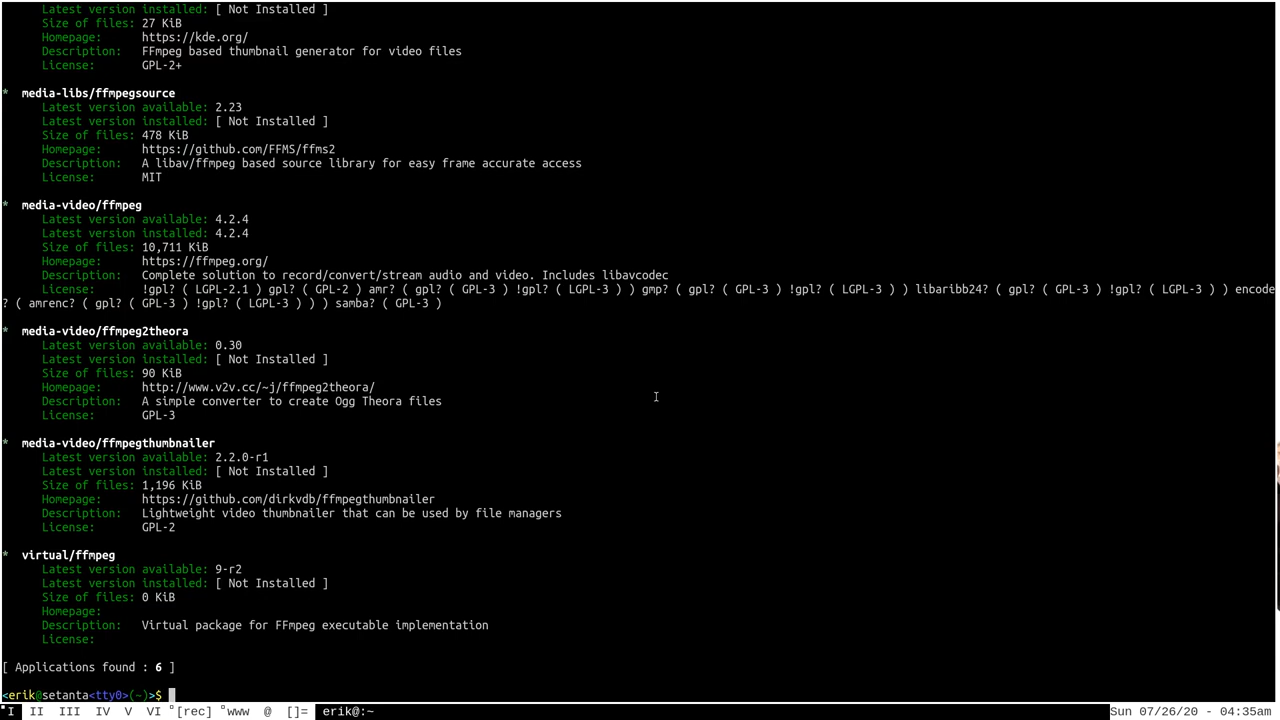 Latest version installed: [ Not Installed ]
Size of files: 27 KiB
Homepage: https://kde.org/
Description: FFmpeg based thumbnail generator for video files
License: GPL-2+
* media-libs/ffmpegsource
Latest version available: 2.23
Latest version installed: [ Not Installed ]
Size of files: 478 KiB
Homepage: https://github.com/FFMS/ffms2
Description: A libav/ffmpeg based source library for easy frame accurate access
License: MIT
* media-video/ffmpeg
Latest version available: 4.2.4
Latest version installed: 4.2.4
Size of files: 10,711 KiB
Homepage: https://ffmpeg.org/
Description: Complete solution to record/convert/stream audio and video. Includes libavcodec
License: !gpl? ( LGPL-2.1 ) gpl? ( GPL-2 ) amr? ( gpl? ( GPL-3 ) !gpl? ( LGPL-3 ) ) gmp? ( gpl? ( GPL-3 ) !gpl? ( LGPL-3 ) ) libaribb24? ( gpl? ( GPL-3 ) !gpl? ( LGPL-3 ) ) encode
? ( amrenc? ( gpl? ( GPL-3 ) !gpl? ( LGPL-3 ) ) ) samba? ( GPL-3 )
* media-video/ffmpeg2theora
Latest version available: 0.30
Latest version installed: [ Not Installed ]
Size of files: 90 KiB
Homepage: http://www.v2v.cc/~j/ffmpeg2theora/
Description: A simple converter to create Ogg Theora files
License: GPL-3
* media-video/ffmpegthumbnailer
Latest version available: 2.2.0-r1
Latest version installed: [ Not Installed ]
Size of files: 1,196 KiB
Homepage: https://github.com/dirkvdb/ffmpegthumbnailer
Description: Lightweight video thumbnailer that can be used by file managers
License: GPL-2
* virtual/ffmpeg
Latest version available: 9-r2
Latest version installed: [ Not Installed ]
Size of files: 0 KiB
Homepage:
Description: Virtual package for FFmpeg executable implementation
License:
[ Applications found : 6 ]
<erik@setanta<tty0>(~)>$
I II III IV V VI [rec] www @ []= erik@:~ Sun 07/26/20 - 04:35am